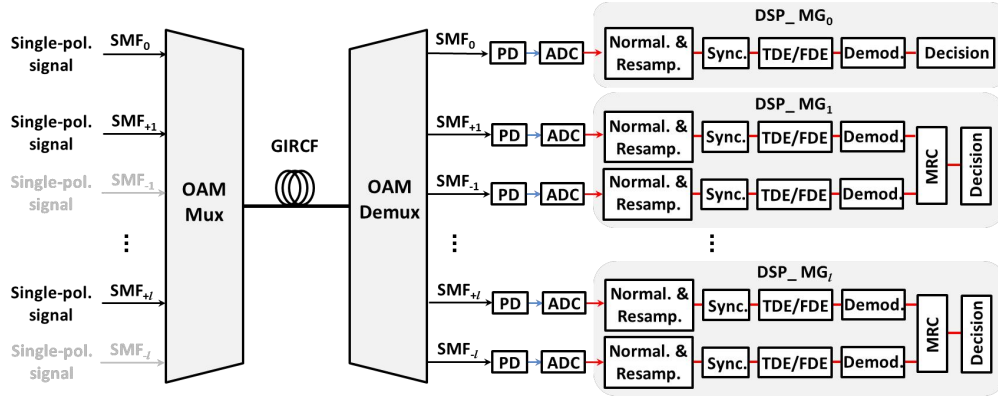 DSP_ MG0
Single-pol.
signal
SMF0
SMF0
PD
ADC
Normal. &
Resamp.
Sync.
TDE/FDE
Demod.
Decision
DSP_ MG1
Single-pol.
signal
SMF+1
SMF+1
PD
ADC
Normal. &
Resamp.
Sync.
TDE/FDE
Demod.
MRC
Decision
GIRCF
Single-pol.
signal
SMF-1
OAM
Mux
OAM
Demux
SMF-1
PD
ADC
Normal. &
Resamp.
Sync.
TDE/FDE
Demod.
DSP_ MGl
Single-pol.
signal
SMF+l
SMF+l
PD
ADC
Normal. &
Resamp.
Sync.
TDE/FDE
Demod.
MRC
Decision
Single-pol.
signal
SMF-l
SMF-l
PD
ADC
Normal. &
Resamp.
Sync.
TDE/FDE
Demod.